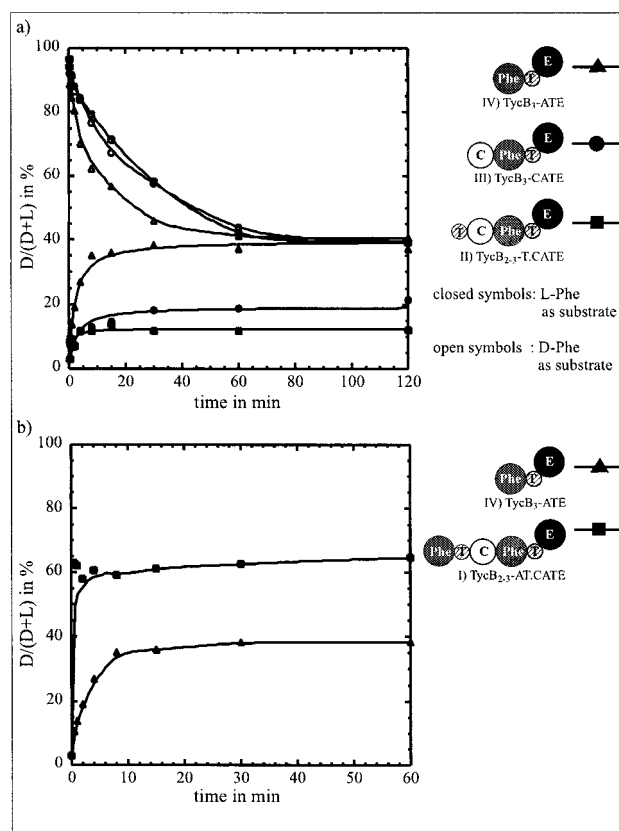 a)
D/(D+L) in %
100
80
60
40
20
0
0
20
40
60
80
100
120
time in min
Phe T E
IV) TycB3-ATE
C Phe T E
III) TycB3-CATE
T C Phe T E
II) TycB2-3-T.CATE
closed symbols: L-Phe
as substrate
open symbols : D-Phe
as substrate
b)
D/(D+L) in %
100
80
60
40
20
0
0
10
20
30
40
50
60
time in min
Phe T E
IV) TycB3-ATE
Phe T C Phe T E
I) TycB2-3-AT.CATE